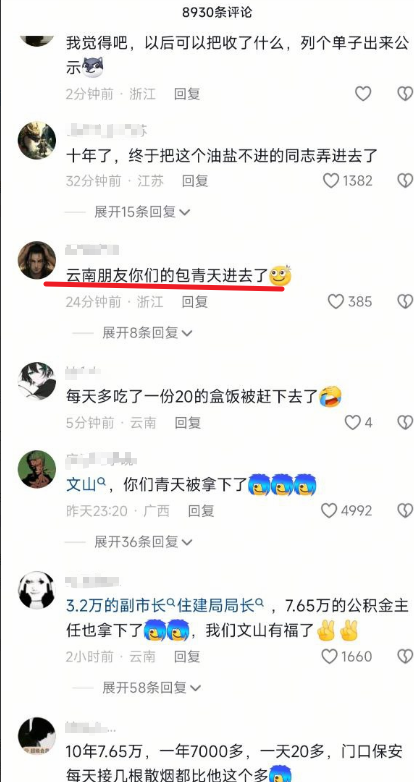 8930条评论
我觉得吧，以后可以把收了什么，列个单子出来公
示
2分钟前 · 浙江 回复
苏
十年了，终于把这个油盐不进的同志弄进去了
32分钟前 · 江苏 回复 1382
展开15条回复
云南朋友你们的包青天进去了
24分钟前 · 浙江 回复 385
展开8条回复
每天多吃了一份20的盒饭被赶下去了
5分钟前 · 云南 回复 4
文山，你们青天被拿下了
昨天23:20 · 广西 回复 4992
展开36条回复
3.2万的副市长住建局局长，7.65万的公积金主
任也拿下了，我们文山有福了
2小时前 · 云南 回复 1660
展开58条回复
10年7.65万，一年7000多，一天20多，门口保安
每天接几根散烟都比他这个多